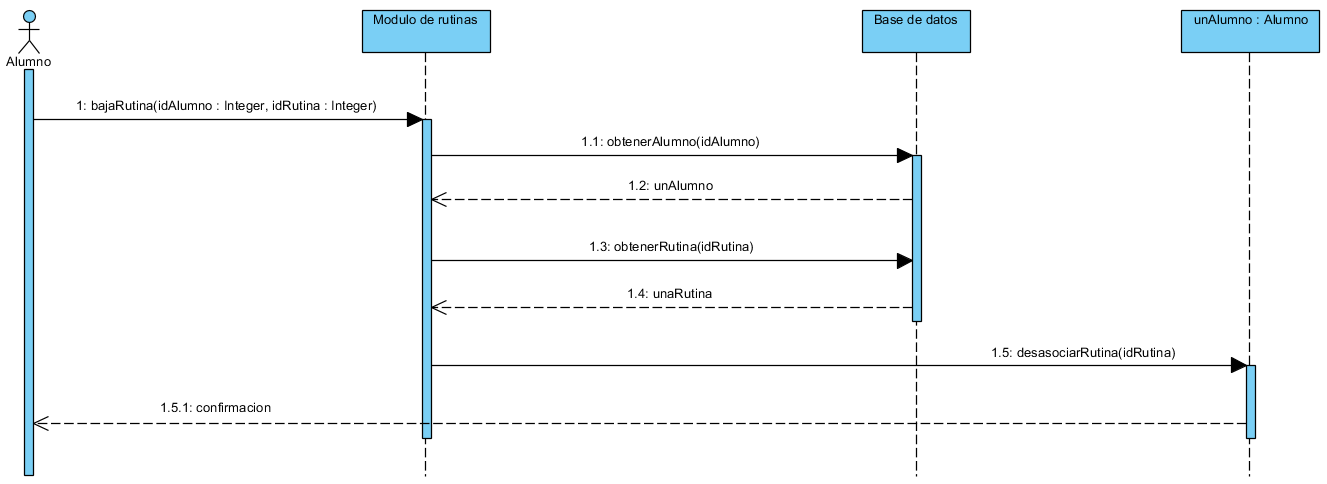 Modulo de rutinas
Base de datos
unAlumno : Alumno
Alumno
1: bajaRutina(idAlumno : Integer, idRutina : Integer)
1.1: obtenerAlumno(idAlumno)
1.2: unAlumno
1.3: obtenerRutina(idRutina)
1.4: unaRutina
1.5: desasociarRutina(idRutina)
1.5.1: confirmacion